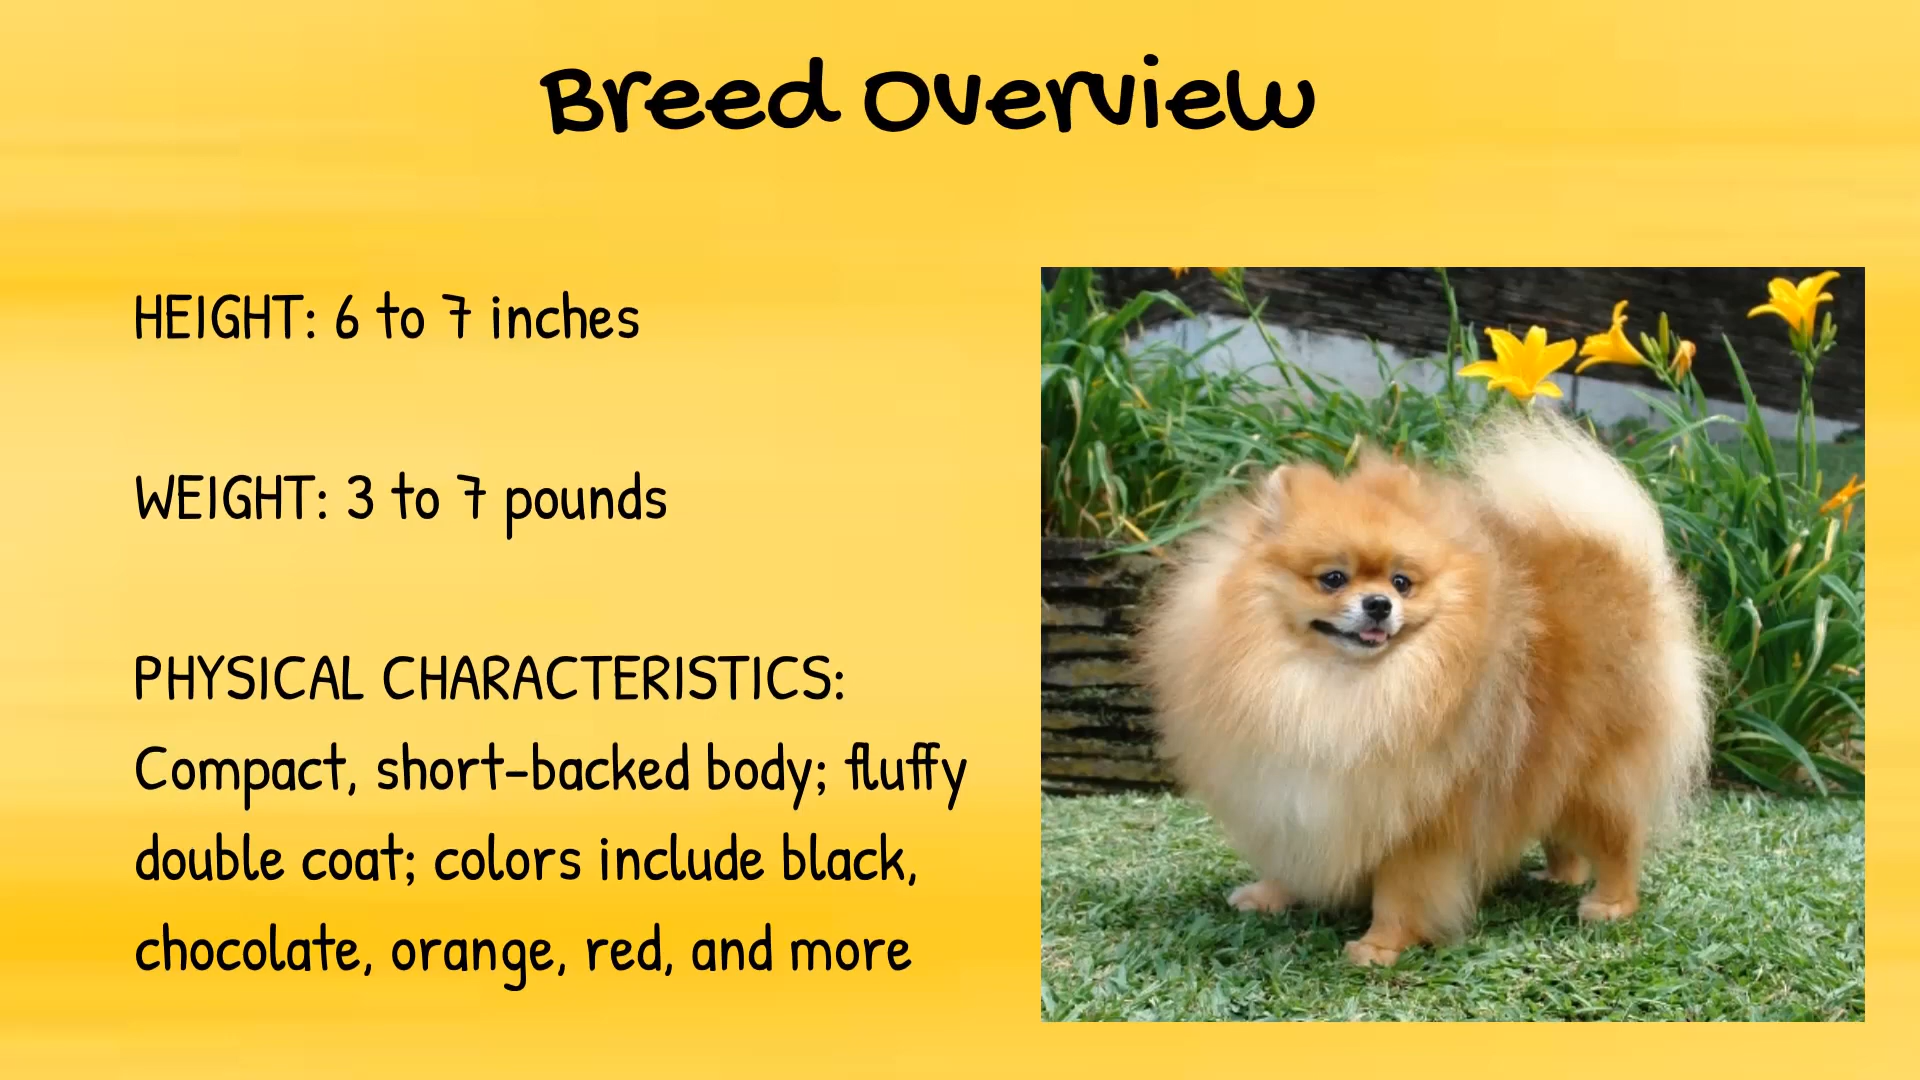 Breed Overview
HEIGHT: 6 to 7 inches
WEIGHT: 3 to 7 pounds
PHYSICAL CHARACTERISTICS:
Compact, short-backed body; fluffy
double coat; colors include black,
chocolate, orange, red, and more